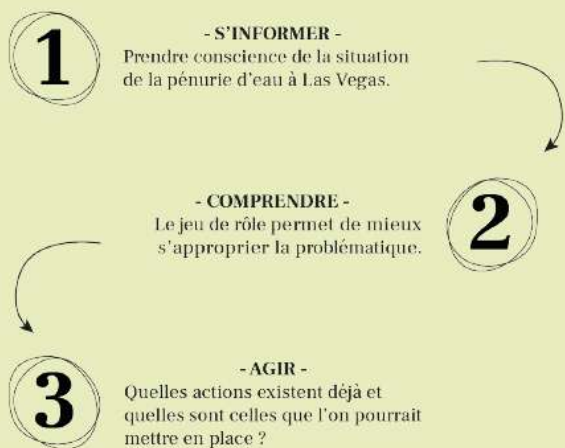 1
- S’INFORMER -
Prendre conscience de la situation
de la pénurie d’eau à Las Vegas.
- COMPRENDRE -
Le jeu de rôle permet de mieux
s’approprier la problématique.
2
3
- AGIR -
Quelles actions existent déjà et
quelles sont celles que l’on pourrait
mettre en place ?